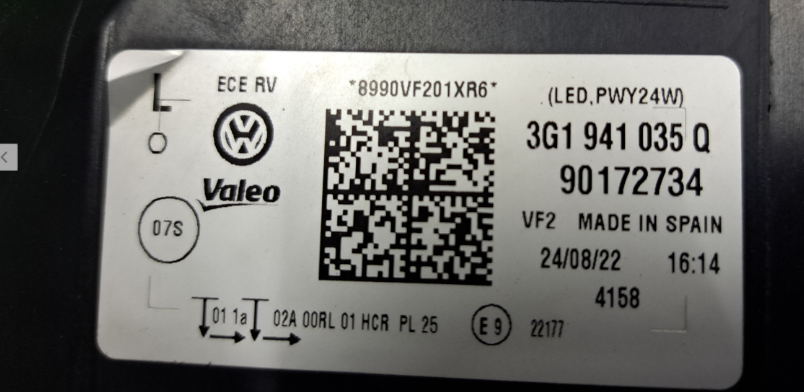 L
O
ECE RV
Valeo
07S
*8990VF201XR6*
(LED,PWY24W)
3G1 941 035 Q
90172734
VF2 MADE IN SPAIN
24/08/22 16:14
4158
01 1a 02A 00RL 01 HCR PL 25 E 9 22177